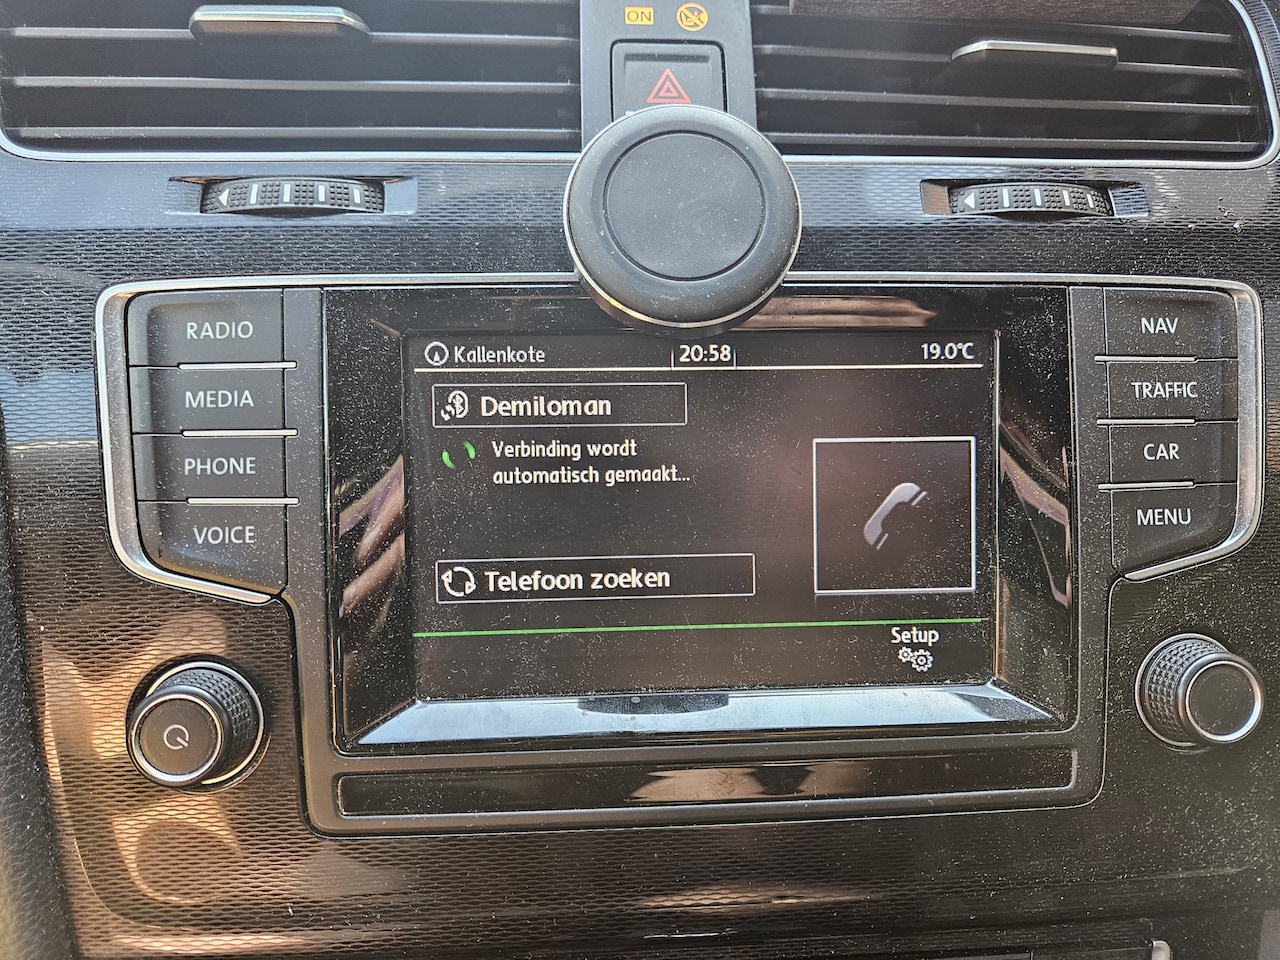 ON
RADIO
MEDIA
PHONE
VOICE
Kallenkote
20:58
19.0°C
Demiloman
Verbinding wordt
automatisch gemaakt...
Telefoon zoeken
Setup
NAV
TRAFFIC
CAR
MENU